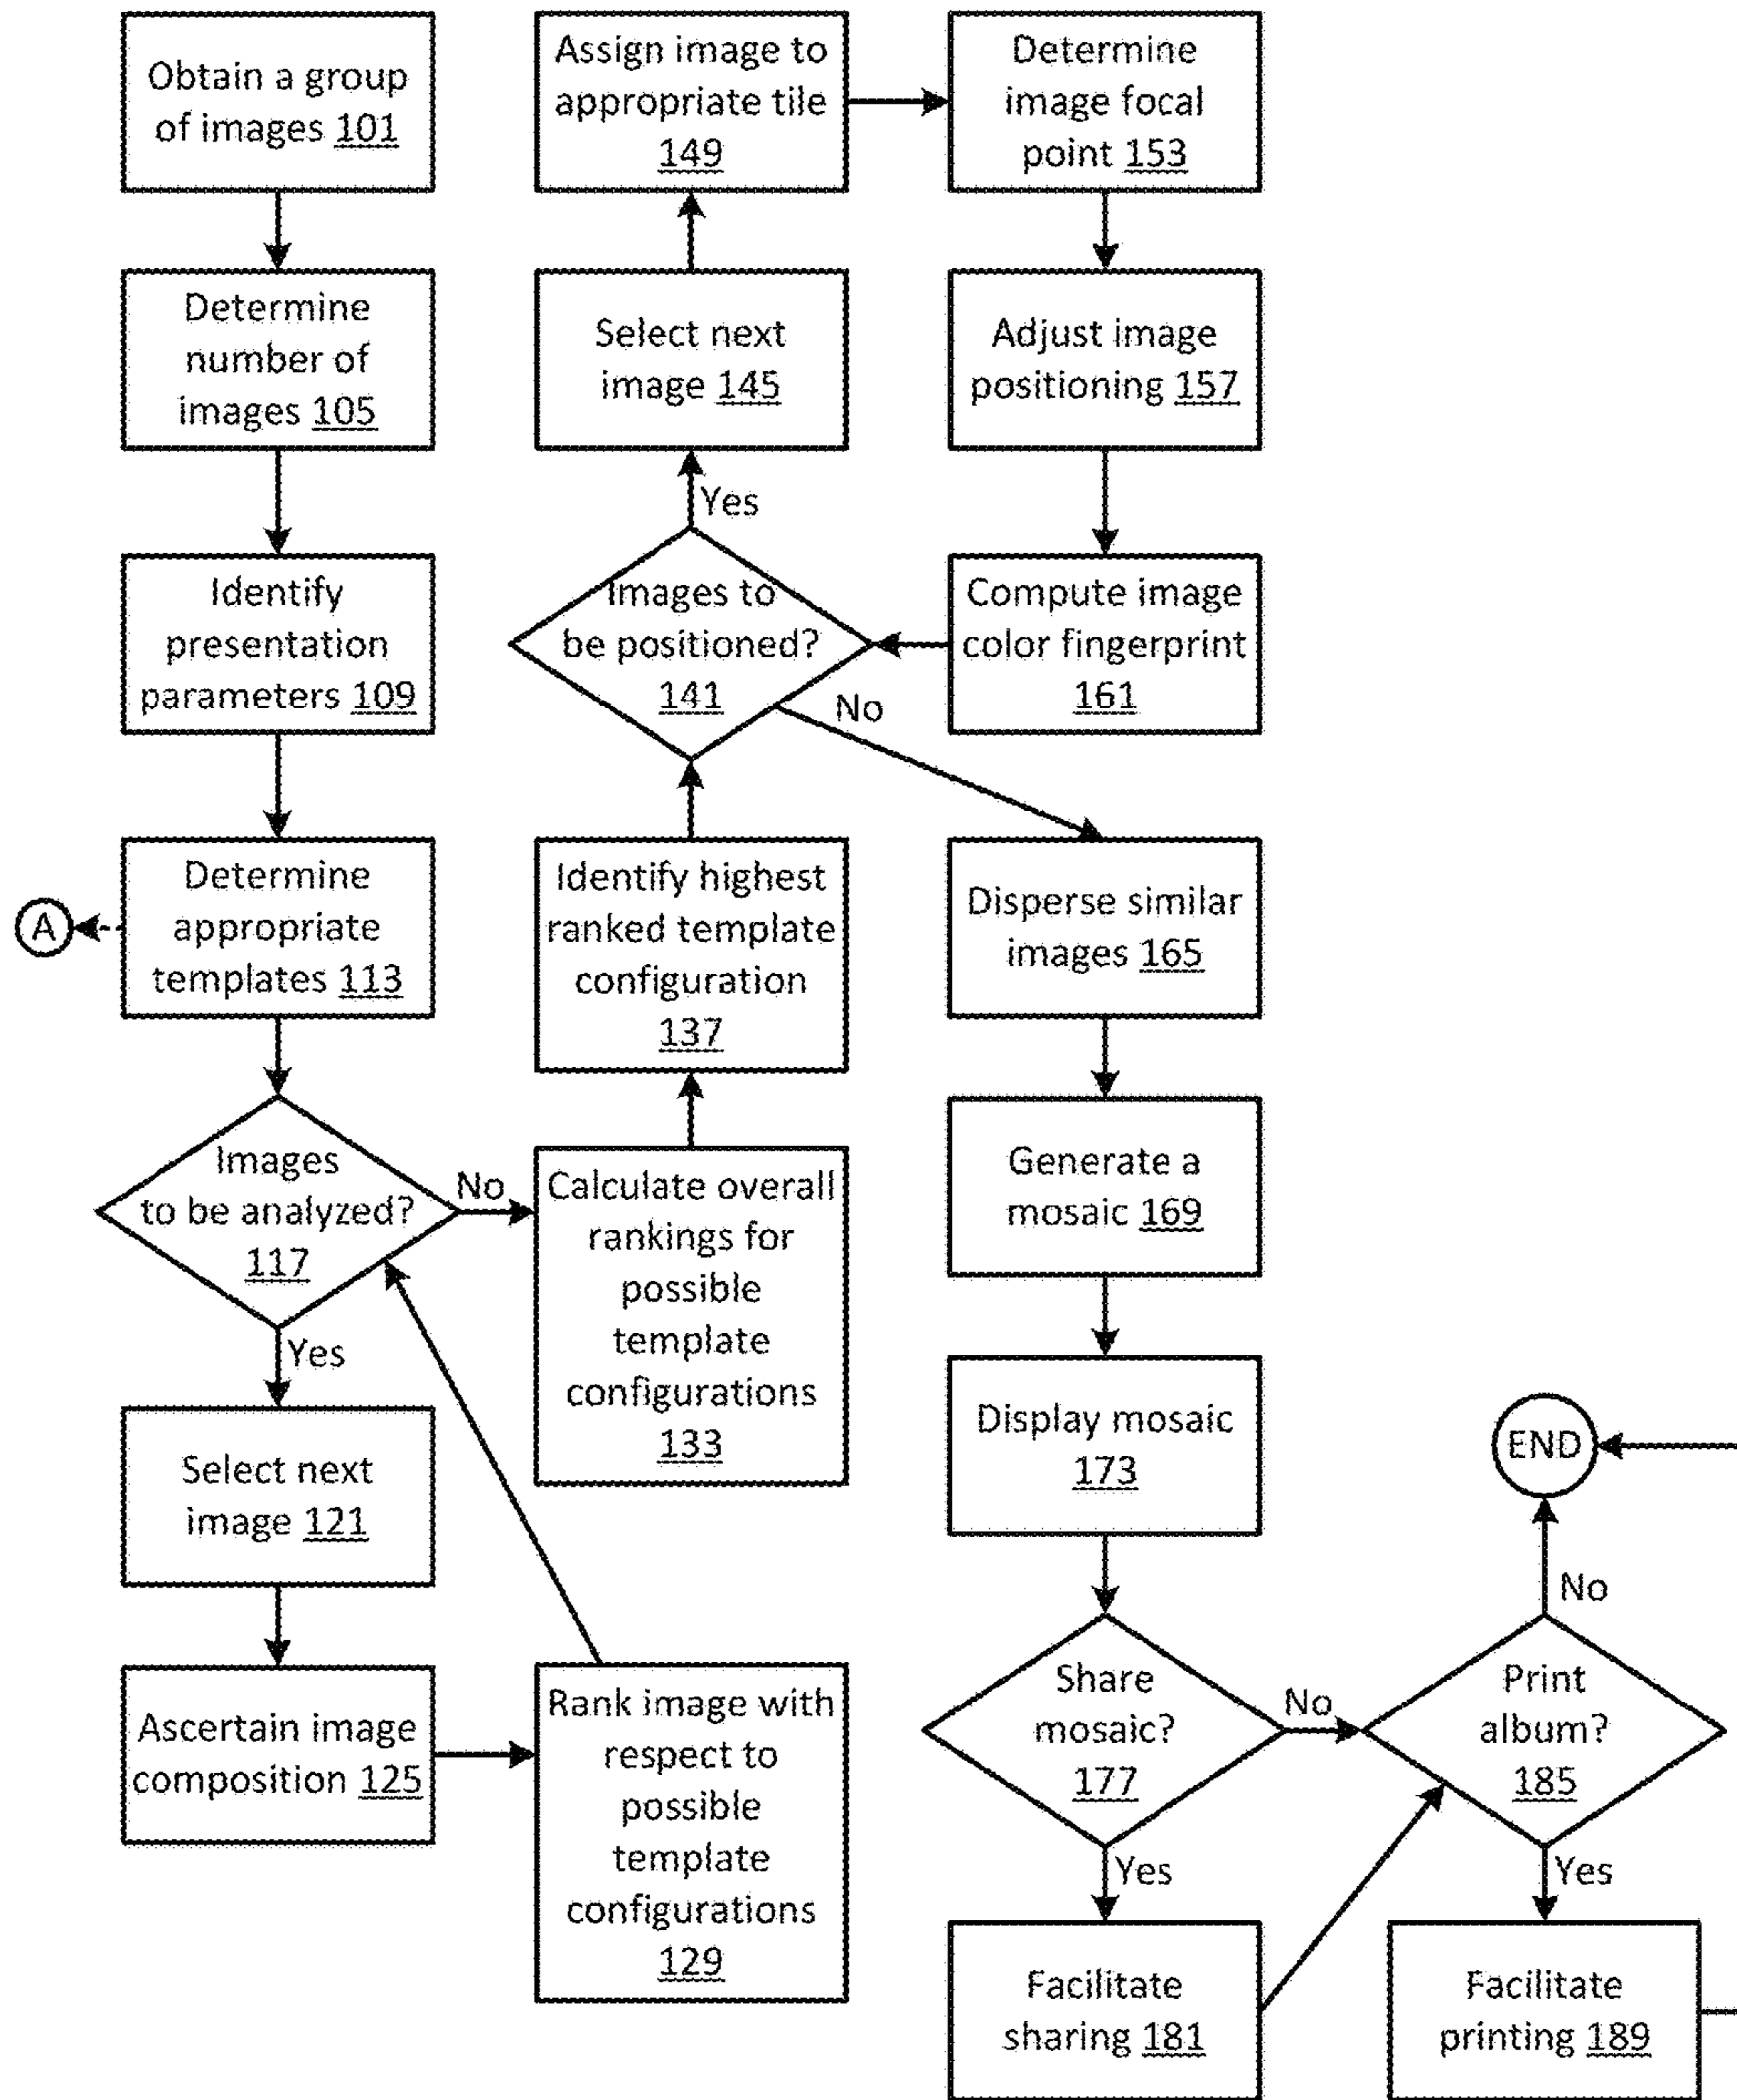 Obtain a group
of images 101
Determine
number of
images 105
Identify
presentation
parameters 109
Determine
appropriate
templates 113
A
Images
to be analyzed?
117
No
Yes
Select next
image 121
Ascertain image
composition 125
Rank image with
respect to
possible
template
configurations
129
Calculate overall
rankings for
possible
template
configurations
133
Identify highest
ranked template
configuration
137
Images to
be positioned?
141
Yes
No
Select next
image 145
Assign image to
appropriate tile
149
Determine
image focal
point 153
Adjust image
positioning 157
Compute image
color fingerprint
161
Disperse similar
images 165
Generate a
mosaic 169
Display mosaic
173
Share
mosaic?
177
No
Yes
Facilitate
sharing 181
Print
album?
185
No
Yes
Facilitate
printing 189
END